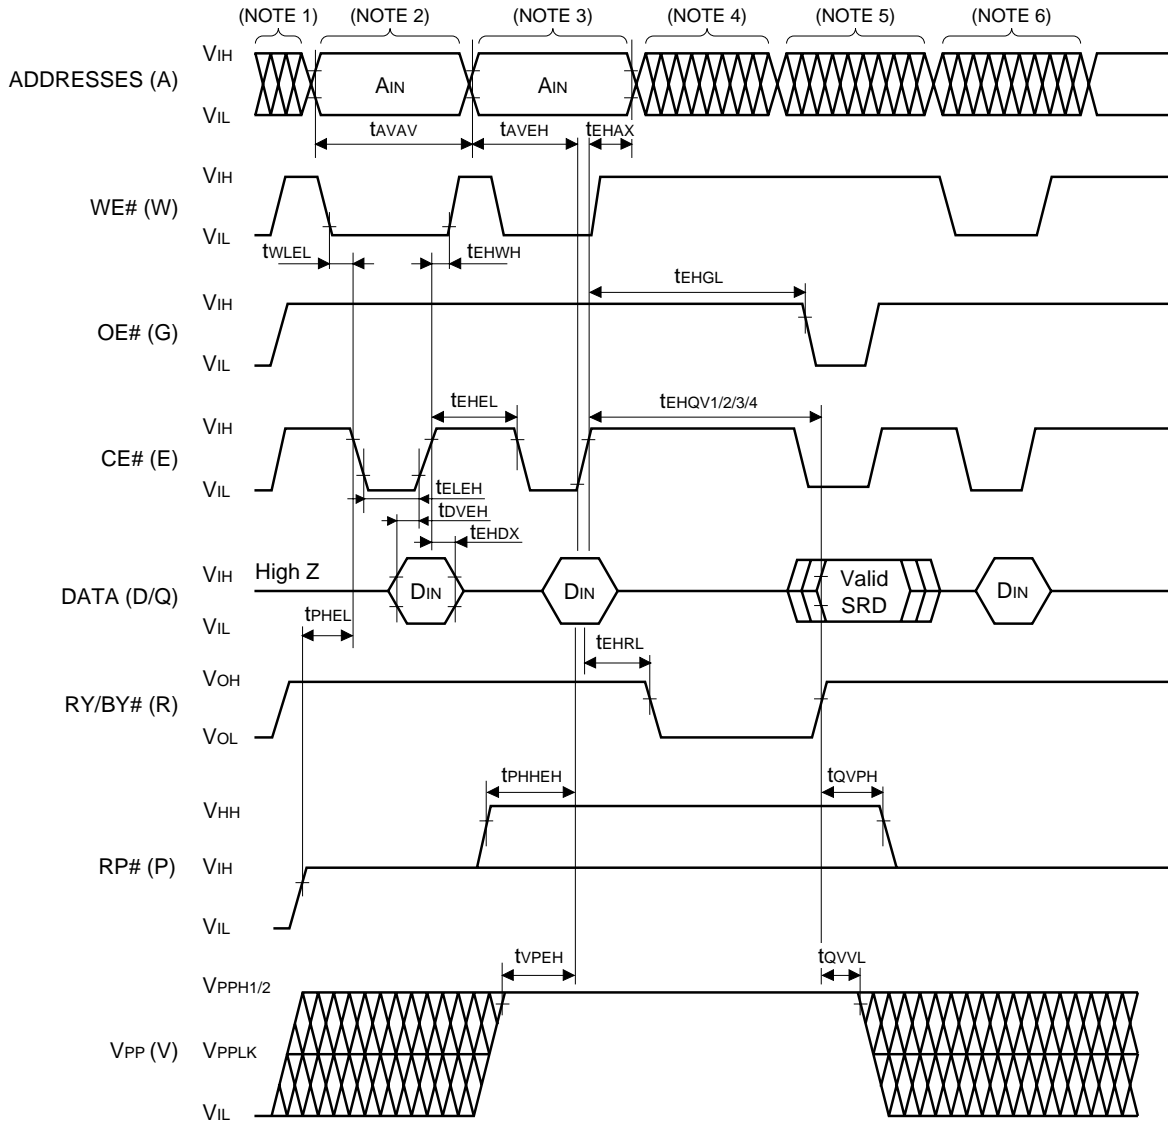 (NOTE 1) (NOTE 2) (NOTE 3) (NOTE 4) (NOTE 5) (NOTE 6)
VIH
ADDRESSES (A)
AIN AIN
VIL
tAVAV tAVEH tEHAX
VIH
WE# (W)
VIL
tWLEL tEHWH
tEHGL
VIH
OE# (G)
VIL
tEHEL tEHQV1/2/3/4
VIH
CE# (E)
VIL
tELEH
tDVEH
tEHDX
VIH High Z
DATA (D/Q)
DIN DIN Valid SRD DIN
VIL
tPHEL
tEHRL
VOH
RY/BY# (R)
VOL
tPHHEH tQVPH
VHH
RP# (P) VIH
VIL
tVPEH tQVVL
VPPH1/2
VPP (V) VPPLK
VIL